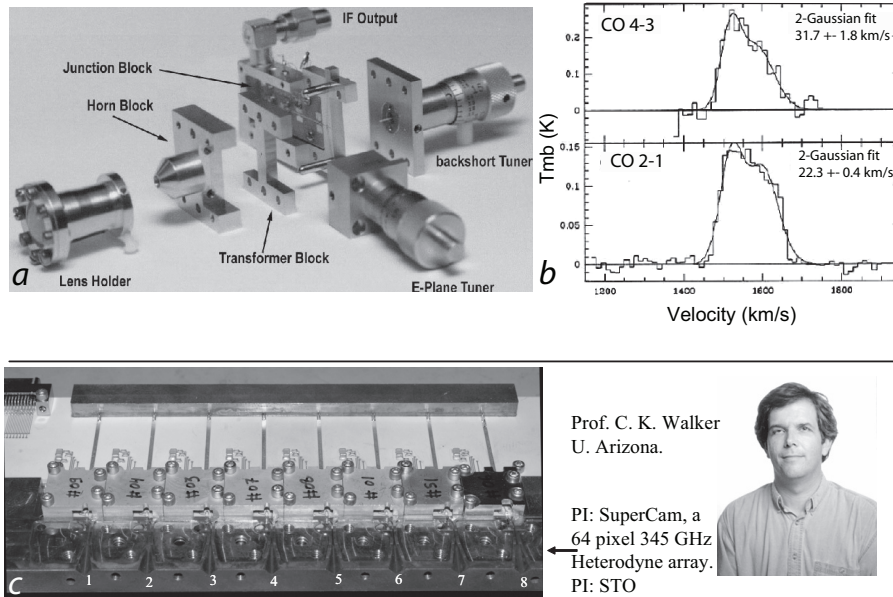 IF Output
Junction Block
Horn Block
backshort Tuner
Transformer Block
Lens Holder
E-Plane Tuner
a
CO 4-3
2-Gaussian fit
31.7 +- 1.8 km/s
0.2
0.1
0
CO 2-1
2-Gaussian fit
22.3 +- 0.4 km/s
0.15
0.1
0.05
0
Tmb (K)
1200 1400 1600 1800
Velocity (km/s)
b
#09 #04 #03 #07 #08 #01 #51
1 2 3 4 5 6 7 8
c
Prof. C. K. Walker
U. Arizona.
PI: SuperCam, a
64 pixel 345 GHz
Heterodyne array.
PI: STO